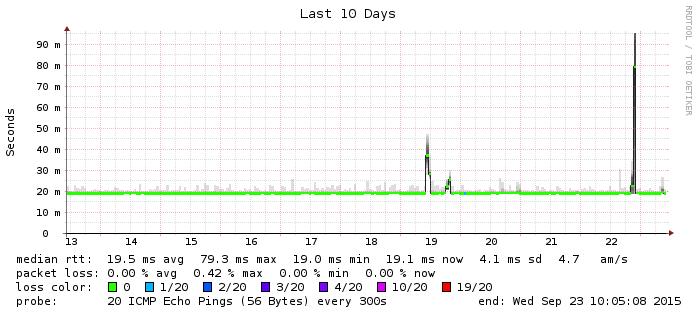 Last 10 Days
RRDTOOL / TOBI OETIKER
Seconds
90 m
80 m
70 m
60 m
50 m
40 m
30 m
20 m
10 m
0
13 14 15 16 17 18 19 20 21 22
median rtt: 19.5 ms avg 79.3 ms max 19.0 ms min 19.1 ms now 4.1 ms sd 4.7 am/s
packet loss: 0.00 % avg 0.42 % max 0.00 % min 0.00 % now
loss color: 0 1/20 2/20 3/20 4/20 10/20 19/20
probe: 20 ICMP Echo Pings (56 Bytes) every 300s end: Wed Sep 23 10:05:08 2015